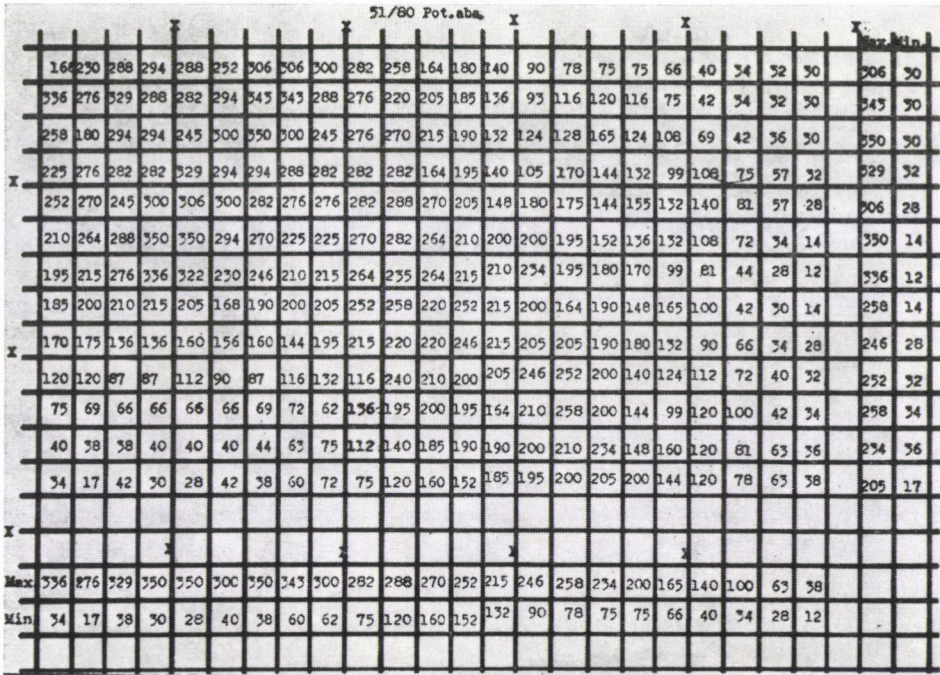 51/80 Pot.abs.
X X X X X
Max. Min.
168 230 288 294 288 252 306 306 300 282 258 164 180 140 90 78 75 75 66 40 34 32 30 306 30
336 276 329 288 282 294 343 343 288 276 220 205 185 136 93 116 120 116 75 42 34 32 30 343 30
258 180 294 294 245 300 350 300 245 276 270 215 190 132 124 128 165 124 108 69 42 36 30 350 30
225 276 282 282 329 294 294 288 282 282 282 164 195 140 105 170 144 132 99 108 75 57 32 329 32
X
252 270 245 300 306 300 282 276 276 282 288 270 205 148 180 175 144 155 132 140 81 57 28 306 28
210 264 288 350 350 294 270 225 225 270 282 264 210 200 200 195 152 136 132 108 72 34 14 350 14
195 215 276 336 322 230 246 210 215 264 235 264 215 210 234 195 180 170 99 81 44 28 12 336 12
185 200 210 215 205 168 190 200 205 252 258 220 252 215 200 164 190 148 165 100 42 30 14 258 14
X 170 175 136 136 160 156 160 144 195 215 220 220 246 215 205 205 190 180 132 90 66 34 28 246 28
120 120 87 87 112 90 87 116 132 116 240 210 200 205 246 252 200 140 124 112 72 40 32 252 32
75 69 66 66 66 66 69 72 62 136 195 200 195 164 210 258 200 144 99 120 100 42 34 258 34
40 38 38 40 40 40 44 63 75 112 140 185 190 190 200 210 234 148 160 120 81 63 36 234 36
34 17 42 30 28 42 38 60 72 75 120 160 152 185 195 200 205 200 144 120 78 63 38 205 17
X
X X X X
Max. 336 276 329 350 350 300 350 343 300 282 288 270 252 215 246 258 234 200 165 140 100 63 38
Min 34 17 38 30 28 40 38 60 62 75 120 160 152 132 90 78 75 75 66 40 34 28 12